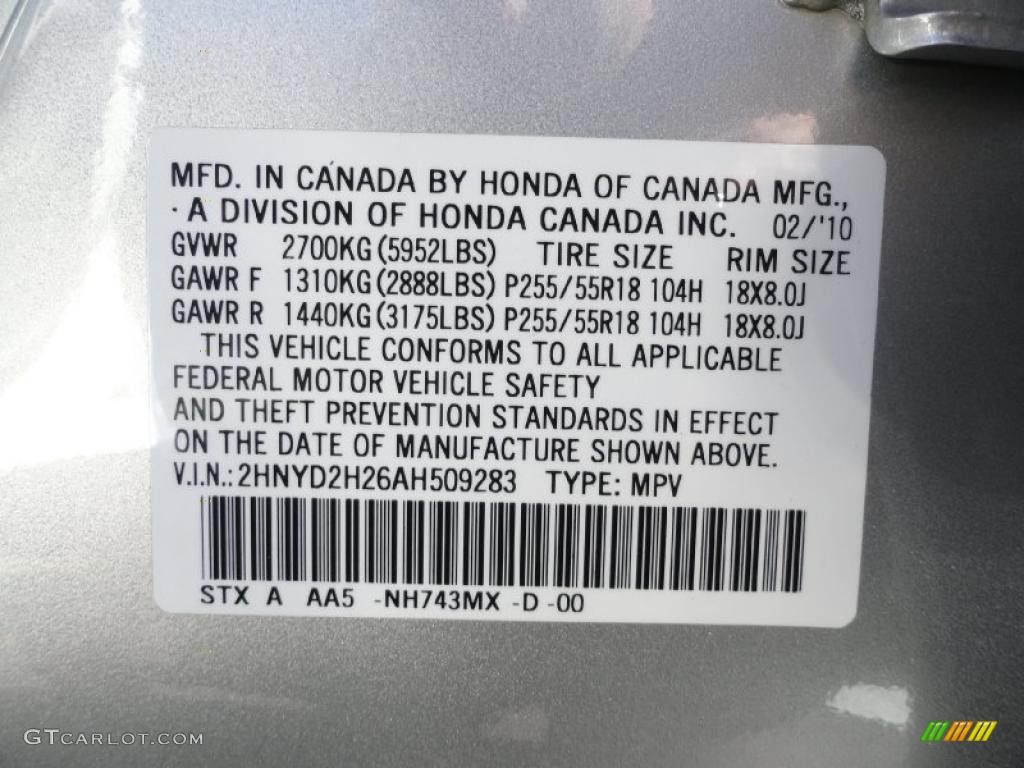 MFD. IN CANADA BY HONDA OF CANADA MFG.,
· A DIVISION OF HONDA CANADA INC. 02/'10
GVWR 2700KG(5952LBS) TIRE SIZE RIM SIZE
GAWR F 1310KG(2888LBS) P255/55R18 104H 18X8.0J
GAWR R 1440KG(3175LBS) P255/55R18 104H 18X8.0J
THIS VEHICLE CONFORMS TO ALL APPLICABLE
FEDERAL MOTOR VEHICLE SAFETY
AND THEFT PREVENTION STANDARDS IN EFFECT
ON THE DATE OF MANUFACTURE SHOWN ABOVE.
V.I.N.:2HNYD2H26AH509283 TYPE: MPV
STX A AA5 -NH743MX -D -00
GTCARLOT.COM